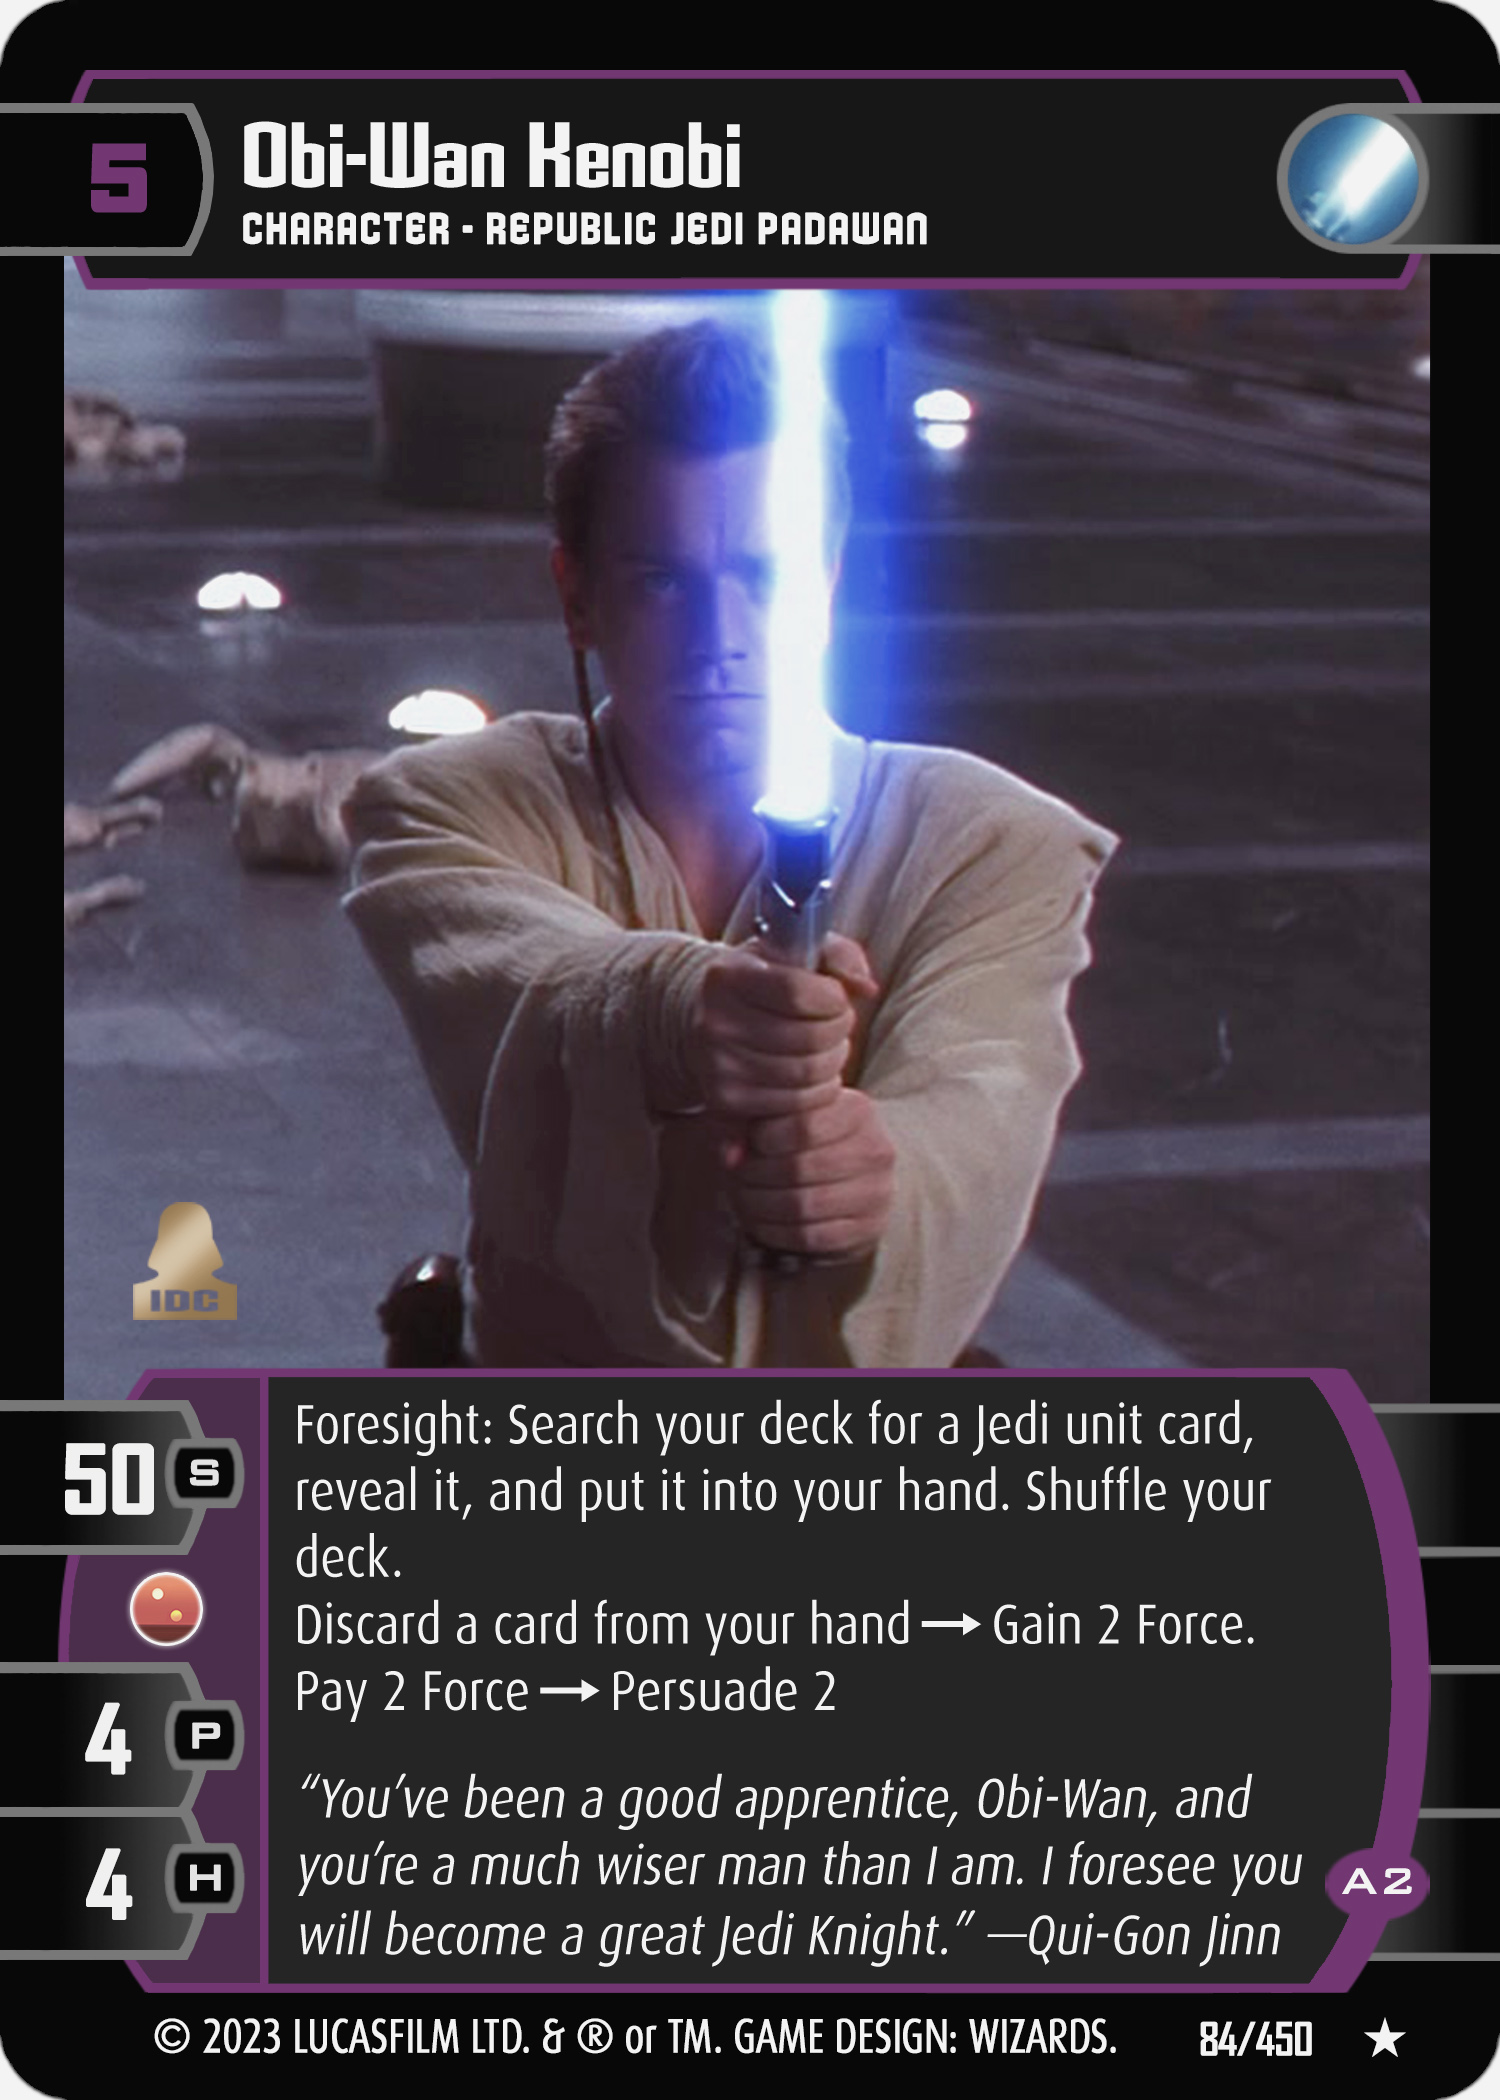 5
Obi-Wan Kenobi
CHARACTER - REPUBLIC JEDI PADAWAN
IDC
50 S
Foresight: Search your deck for a Jedi unit card,
reveal it, and put it into your hand. Shuffle your
deck.
Discard a card from your hand → Gain 2 Force.
Pay 2 Force → Persuade 2
4 P
4 H
“You’ve been a good apprentice, Obi-Wan, and
you’re a much wiser man than I am. I foresee you
will become a great Jedi Knight.” —Qui-Gon Jinn
A2
© 2023 LUCASFILM LTD. & ® or TM. GAME DESIGN: WIZARDS. 84/450 ★